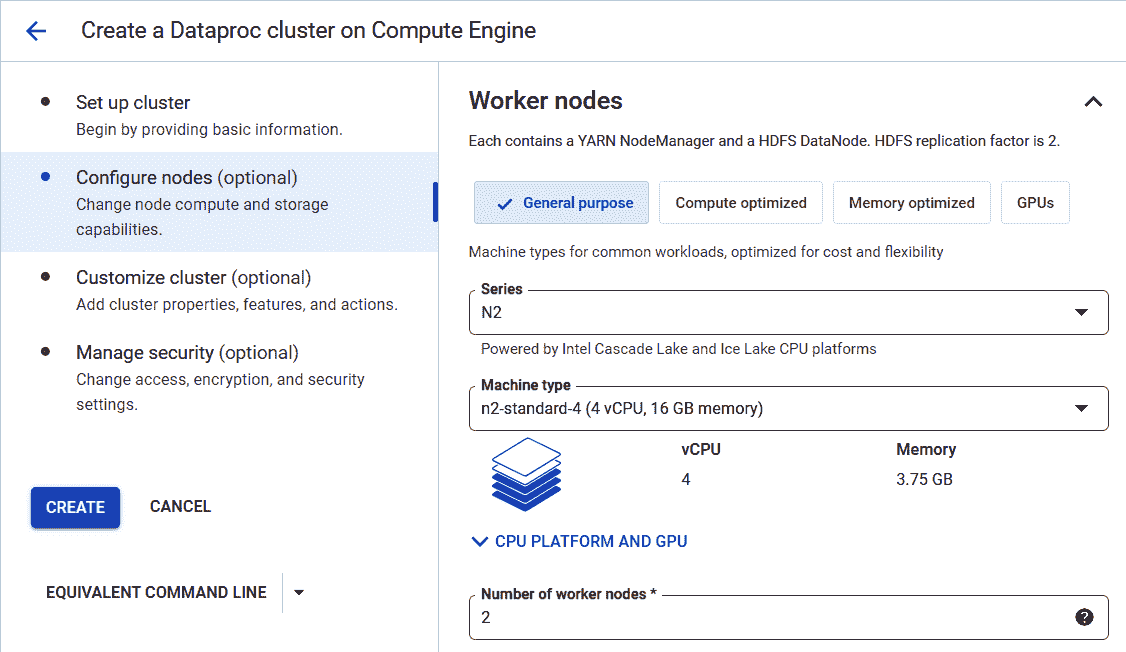 Create a Dataproc cluster on Compute Engine
Set up cluster
Begin by providing basic information.
Configure nodes (optional)
Change node compute and storage
capabilities.
Customize cluster (optional)
Add cluster properties, features, and actions.
Manage security (optional)
Change access, encryption, and security
settings.
CREATE CANCEL
EQUIVALENT COMMAND LINE
Worker nodes
Each contains a YARN NodeManager and a HDFS DataNode. HDFS replication factor is 2.
General purpose Compute optimized Memory optimized GPUs
Machine types for common workloads, optimized for cost and flexibility
Series
N2
Powered by Intel Cascade Lake and Ice Lake CPU platforms
Machine type
n2-standard-4 (4 vCPU, 16 GB memory)
vCPU Memory
4 3.75 GB
CPU PLATFORM AND GPU
Number of worker nodes *
2
?